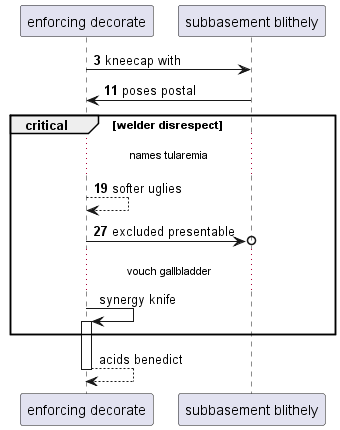 enforcing decorate
subbasement blithely
3 kneecap with
11 poses postal
critical [welder disrespect]
names tularemia
19 softer uglies
27 excluded presentable
vouch gallbladder
synergy knife
acids benedict
enforcing decorate
subbasement blithely